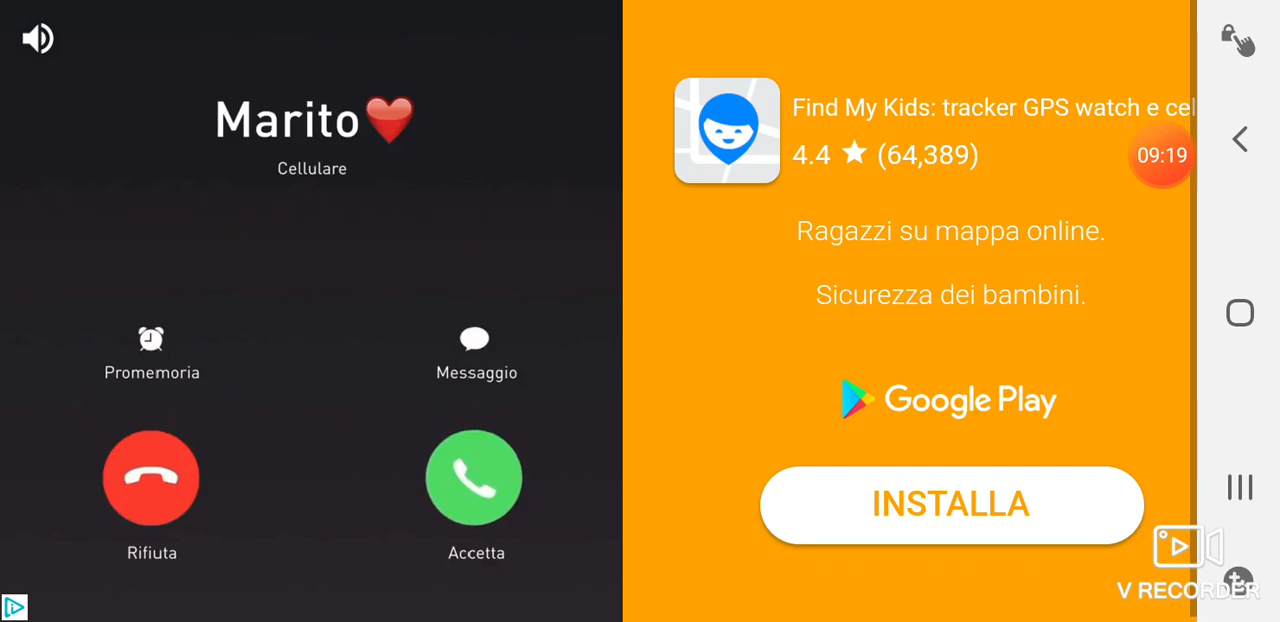 Marito❤️
Cellulare
Promemoria
Messaggio
Rifiuta
Accetta
Find My Kids: tracker GPS watch e cel
4.4 ★ (64,389)
09:19
Ragazzi su mappa online.
Sicurezza dei bambini.
Google Play
INSTALLA
V RECORDER